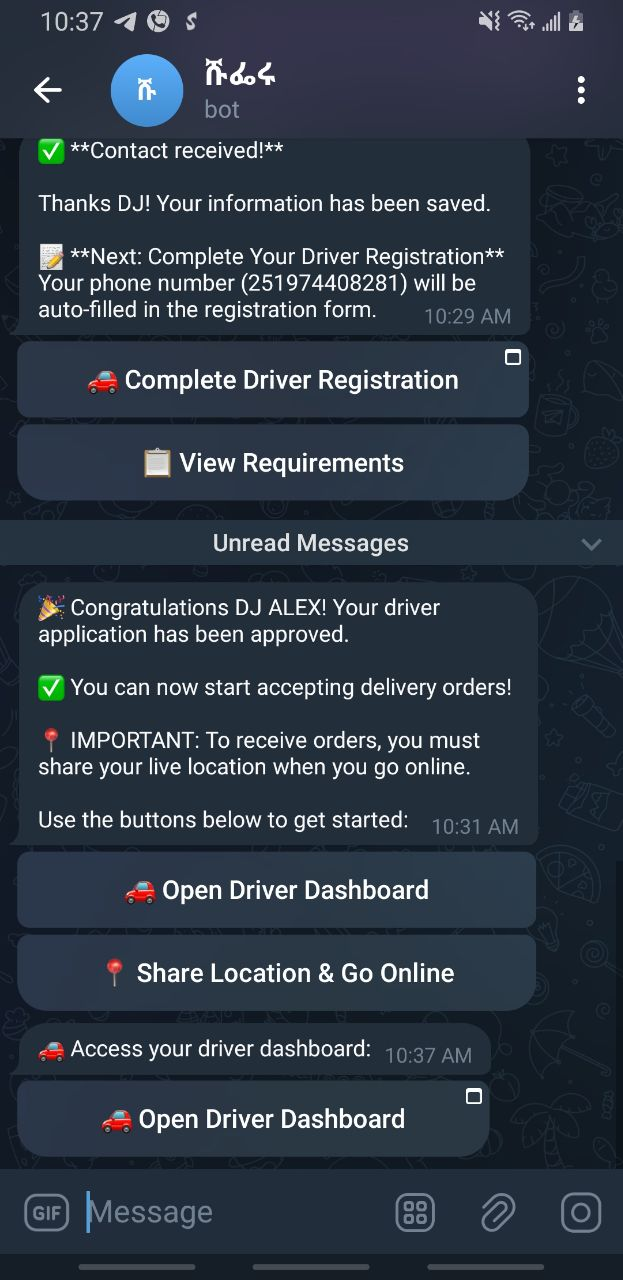 10:37
ሹፌሩ
ሹ
bot
✅ **Contact received!**
Thanks DJ! Your information has been saved.
📝 **Next: Complete Your Driver Registration**
Your phone number (251974408281) will be
auto-filled in the registration form.
10:29 AM
🚗 Complete Driver Registration
📋 View Requirements
Unread Messages
🎉 Congratulations DJ ALEX! Your driver
application has been approved.
✅ You can now start accepting delivery orders!
📍 IMPORTANT: To receive orders, you must
share your live location when you go online.
Use the buttons below to get started:
10:31 AM
🚗 Open Driver Dashboard
📍 Share Location & Go Online
🚗 Access your driver dashboard:
10:37 AM
🚗 Open Driver Dashboard
GIF
Message